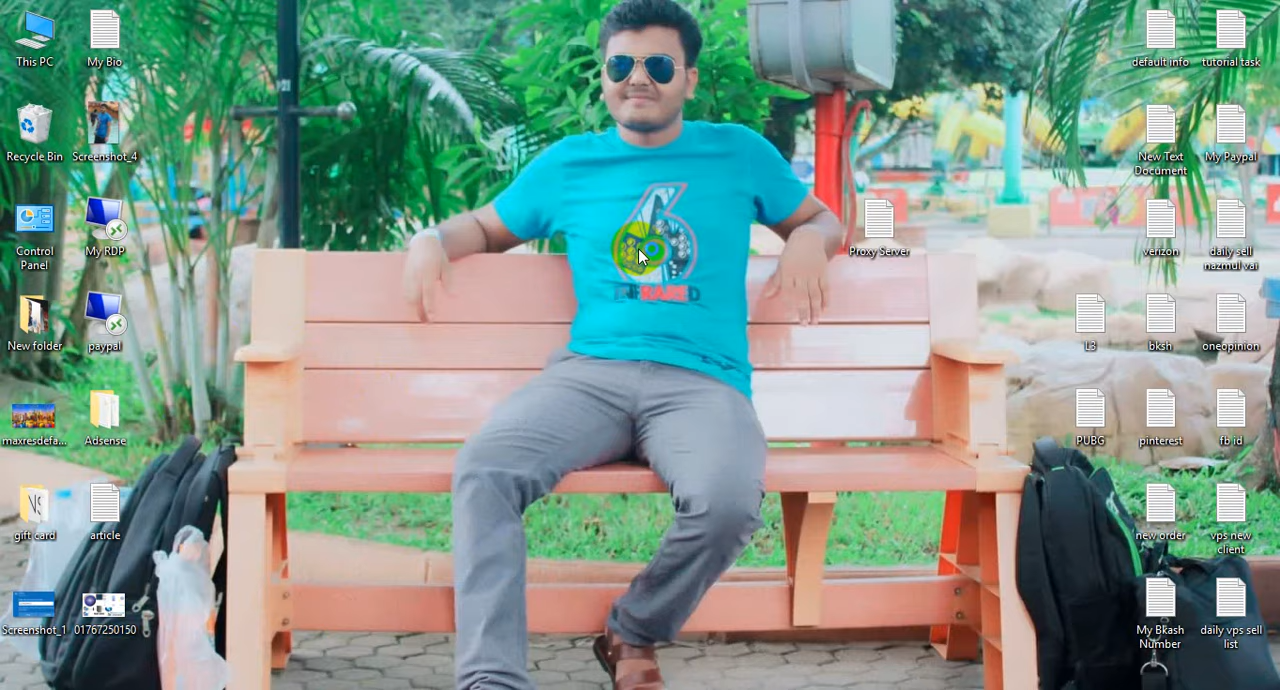 This PC
My Bio
default info
tutorial task
Recycle Bin
Screenshot_4
New Text
Document
My Paypal
Control
Panel
My RDP
Proxy Server
verizon
daily sell
nazmul vai
New folder
paypal
L3
bksh
oneopinion
maxresdefa...
Adsense
PUBG
pinterest
fb id
gift card
article
new order
vps new
client
Screenshot_1
01767250150
My Bkash
Number
daily vps sell
list